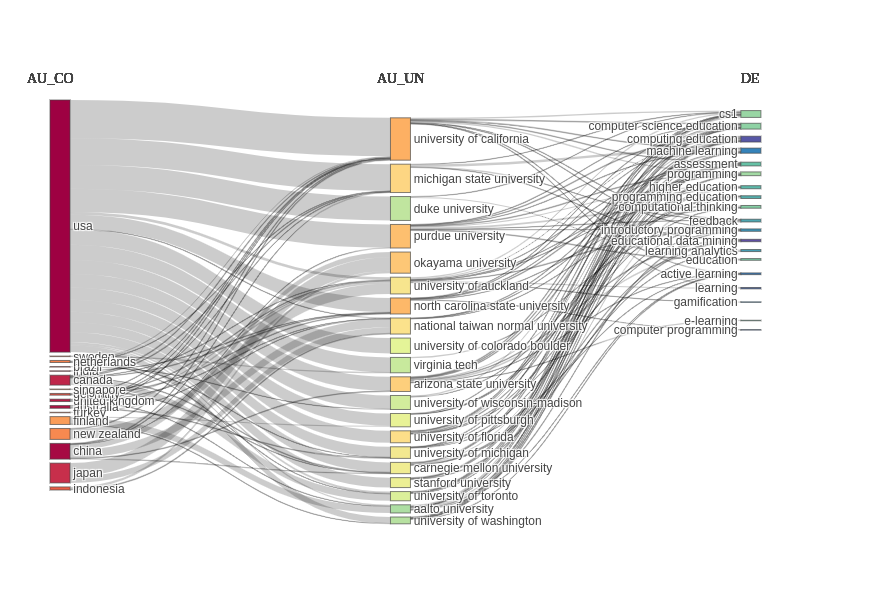 AU_CO
AU_UN
DE
usa
sweden
netherlands
brazil
india
canada
singapore
germany
united kingdom
australia
turkey
finland
new zealand
china
japan
indonesia
university of california
michigan state university
duke university
purdue university
okayama university
university of auckland
north carolina state university
national taiwan normal university
university of colorado boulder
virginia tech
arizona state university
university of wisconsin-madison
university of pittsburgh
university of florida
university of michigan
carnegie mellon university
stanford university
university of toronto
aalto university
university of washington
cs1
computer science education
computing education
machine learning
assessment
programming
higher education
programming education
computational thinking
feedback
introductory programming
educational data mining
learning analytics
education
active learning
learning
gamification
e-learning
computer programming